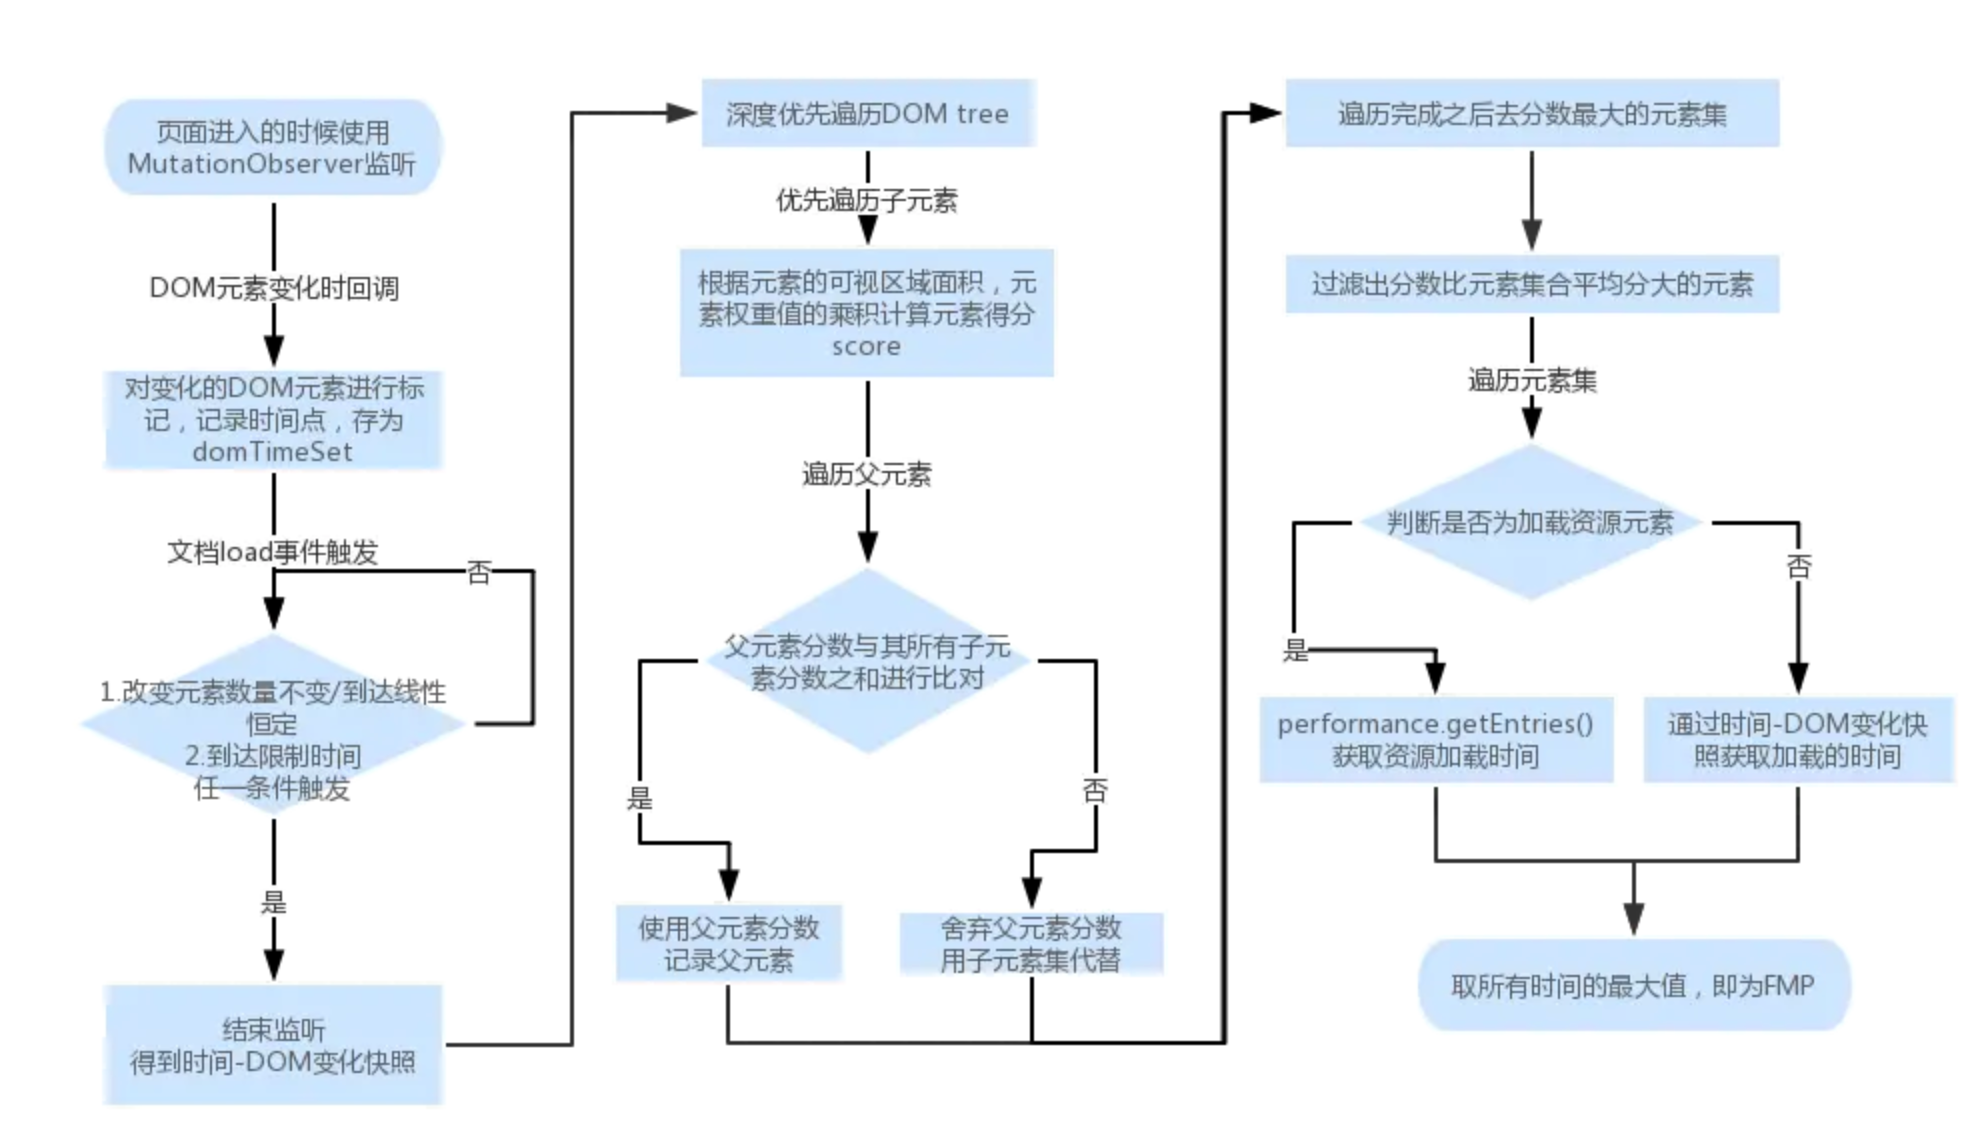 页面进入的时候使用
MutationObserver监听
DOM元素变化时回调
对变化的DOM元素进行标
记，记录时间点，存为
domTimeSet
文档load事件触发
否
1.改变元素数量不变/到达线性
恒定
2.到达限制时间
任一条件触发
是
结束监听
得到时间-DOM变化快照
深度优先遍历DOM tree
优先遍历子元素
根据元素的可视区域面积，元
素权重值的乘积计算元素得分
score
遍历父元素
父元素分数与其所有子元
素分数之和进行比对
是
否
使用父元素分数
记录父元素
舍弃父元素分数
用子元素集代替
遍历完成之后去分数最大的元素集
过滤出分数比元素集合平均分大的元素
遍历元素集
判断是否为加载资源元素
是
否
performance.getEntries()
获取资源加载时间
通过时间-DOM变化快
照获取加载的时间
取所有时间的最大值，即为FMP